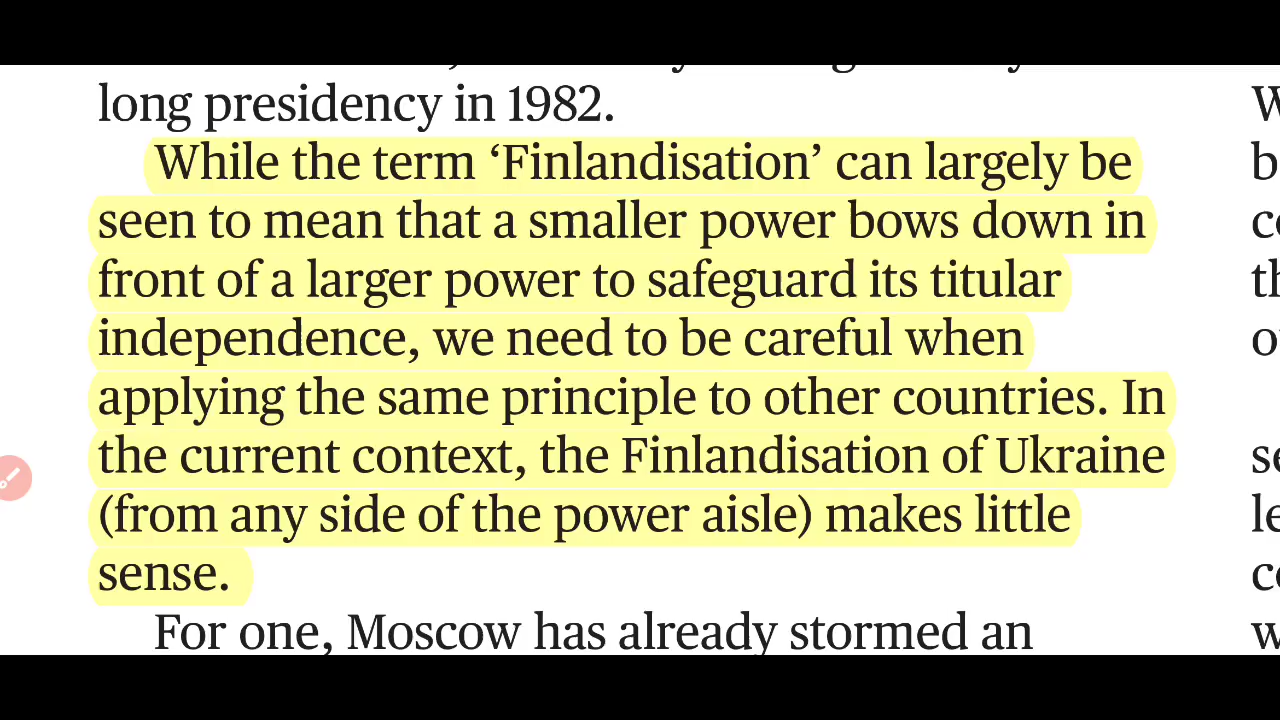 long presidency in 1982.
While the term ‘Finlandisation’ can largely be
seen to mean that a smaller power bows down in
front of a larger power to safeguard its titular
independence, we need to be careful when
applying the same principle to other countries. In
the current context, the Finlandisation of Ukraine
(from any side of the power aisle) makes little
sense.
For one, Moscow has already stormed an